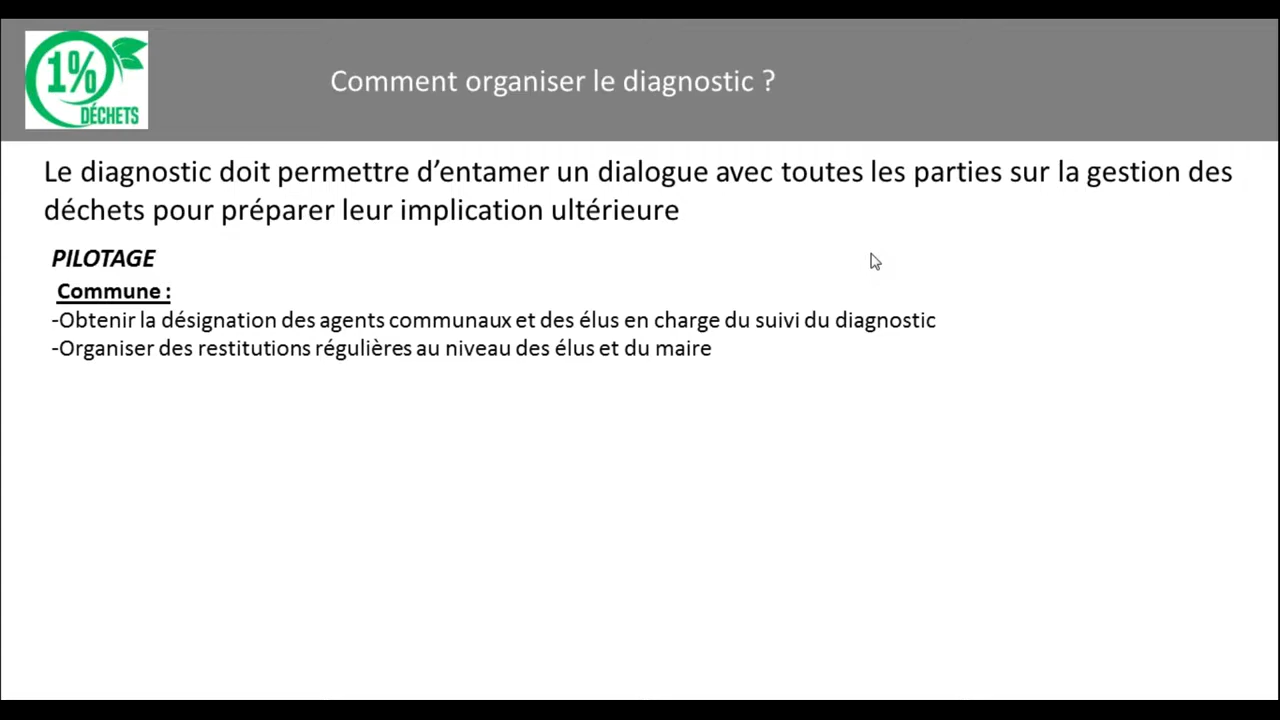 1%
DÉCHETS
Comment organiser le diagnostic ?
Le diagnostic doit permettre d’entamer un dialogue avec toutes les parties sur la gestion des
déchets pour préparer leur implication ultérieure
PILOTAGE
Commune :
-Obtenir la désignation des agents communaux et des élus en charge du suivi du diagnostic
-Organiser des restitutions régulières au niveau des élus et du maire